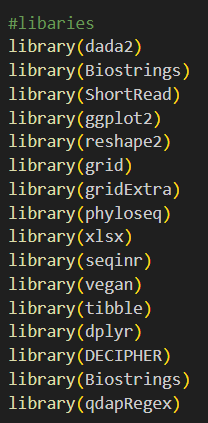 #libaries
library(dada2)
library(Biostrings)
library(ShortRead)
library(ggplot2)
library(reshape2)
library(grid)
library(gridExtra)
library(phyloseq)
library(xlsx)
library(seqinr)
library(vegan)
library(tibble)
library(dplyr)
library(DECIPHER)
library(Biostrings)
library(qdapRegex)